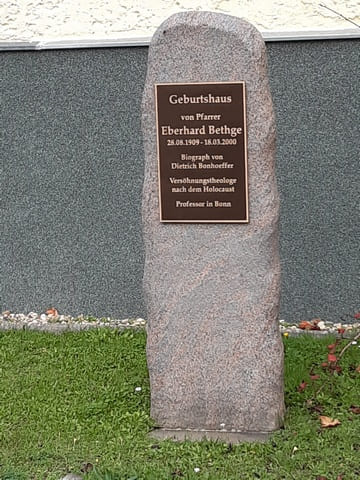 Geburtshaus
von Pfarrer
Eberhard Bethge
28.08.1909 - 18.03.2000
Biograph von
Dietrich Bonhoeffer
Versöhnungstheologe
nach dem Holocaust
Professor in Bonn